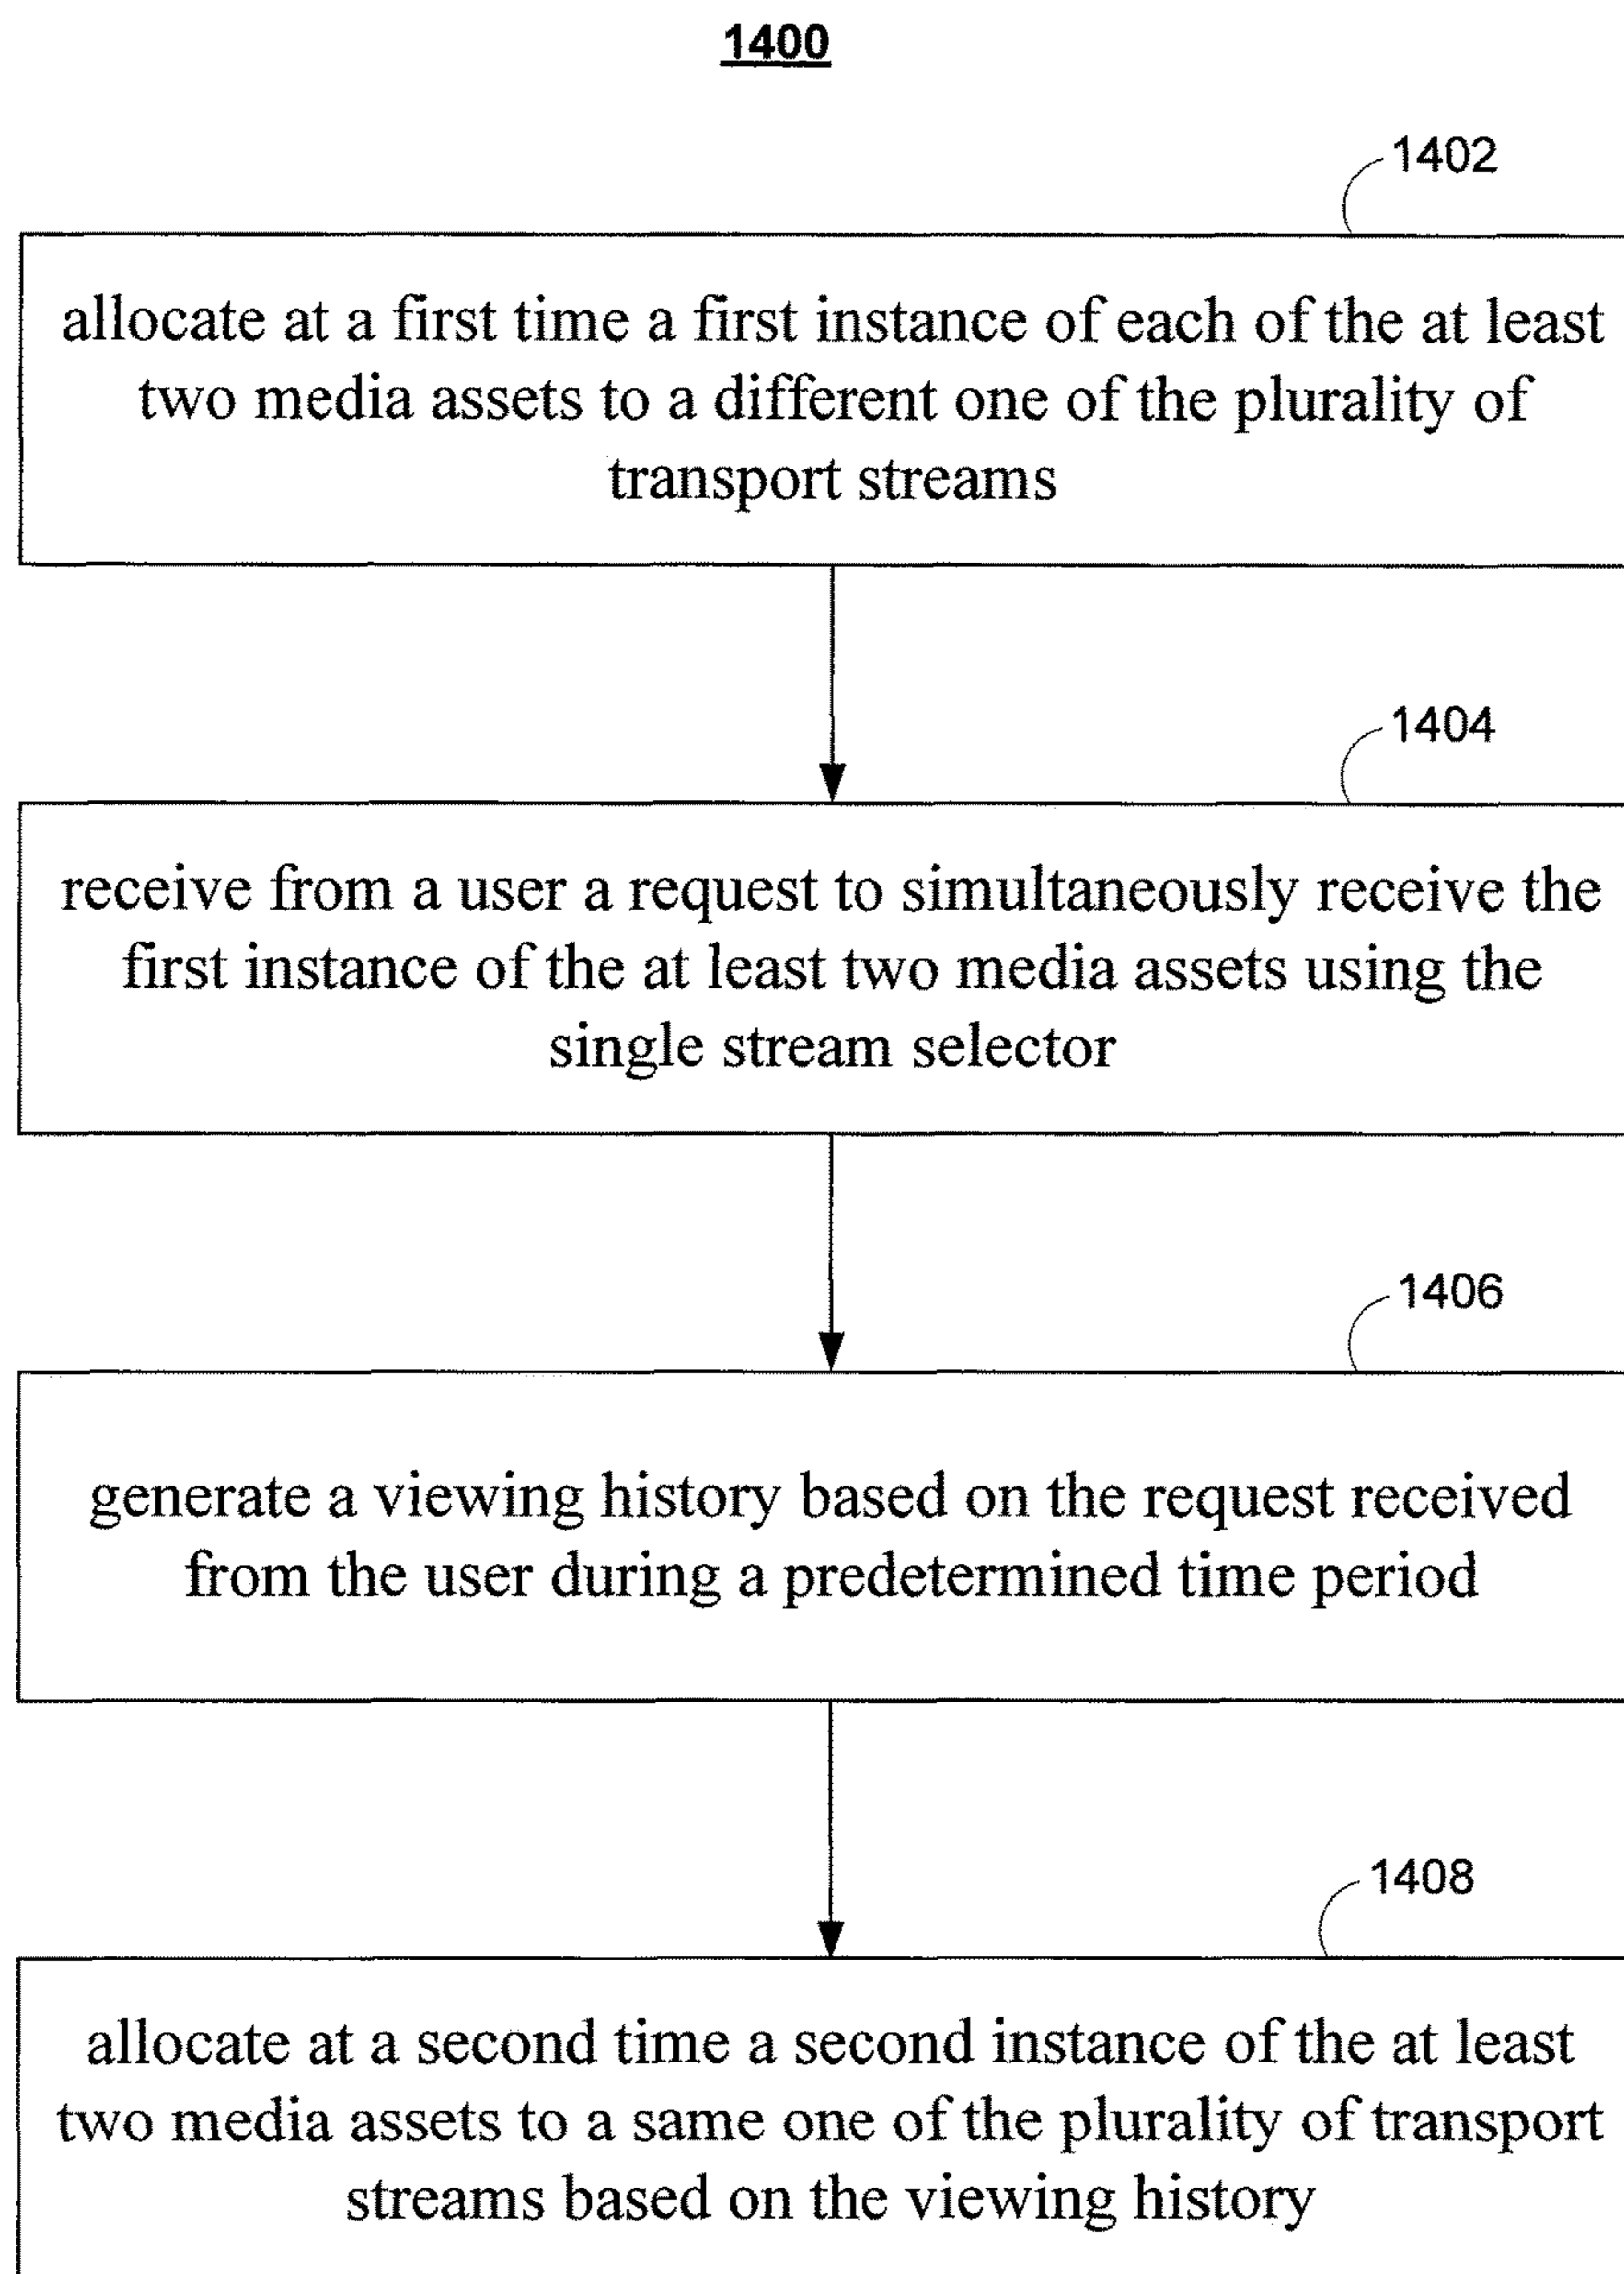 1400
1402
allocate at a first time a first instance of each of the at least
two media assets to a different one of the plurality of
transport streams
1404
receive from a user a request to simultaneously receive the
first instance of the at least two media assets using the
single stream selector
1406
generate a viewing history based on the request received
from the user during a predetermined time period
1408
allocate at a second time a second instance of the at least
two media assets to a same one of the plurality of transport
streams based on the viewing history